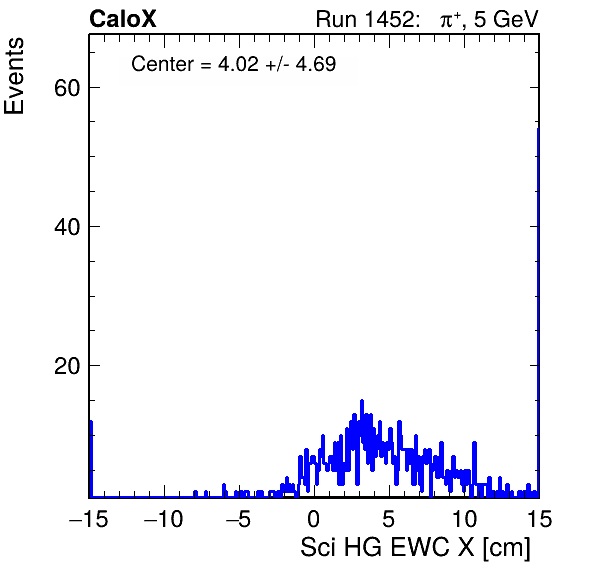 CaloX Run 1452: π⁺, 5 GeV
Center = 4.02 +/- 4.69
Events
60
40
20
−15 −10 −5 0 5 10 15
Sci HG EWC X [cm]